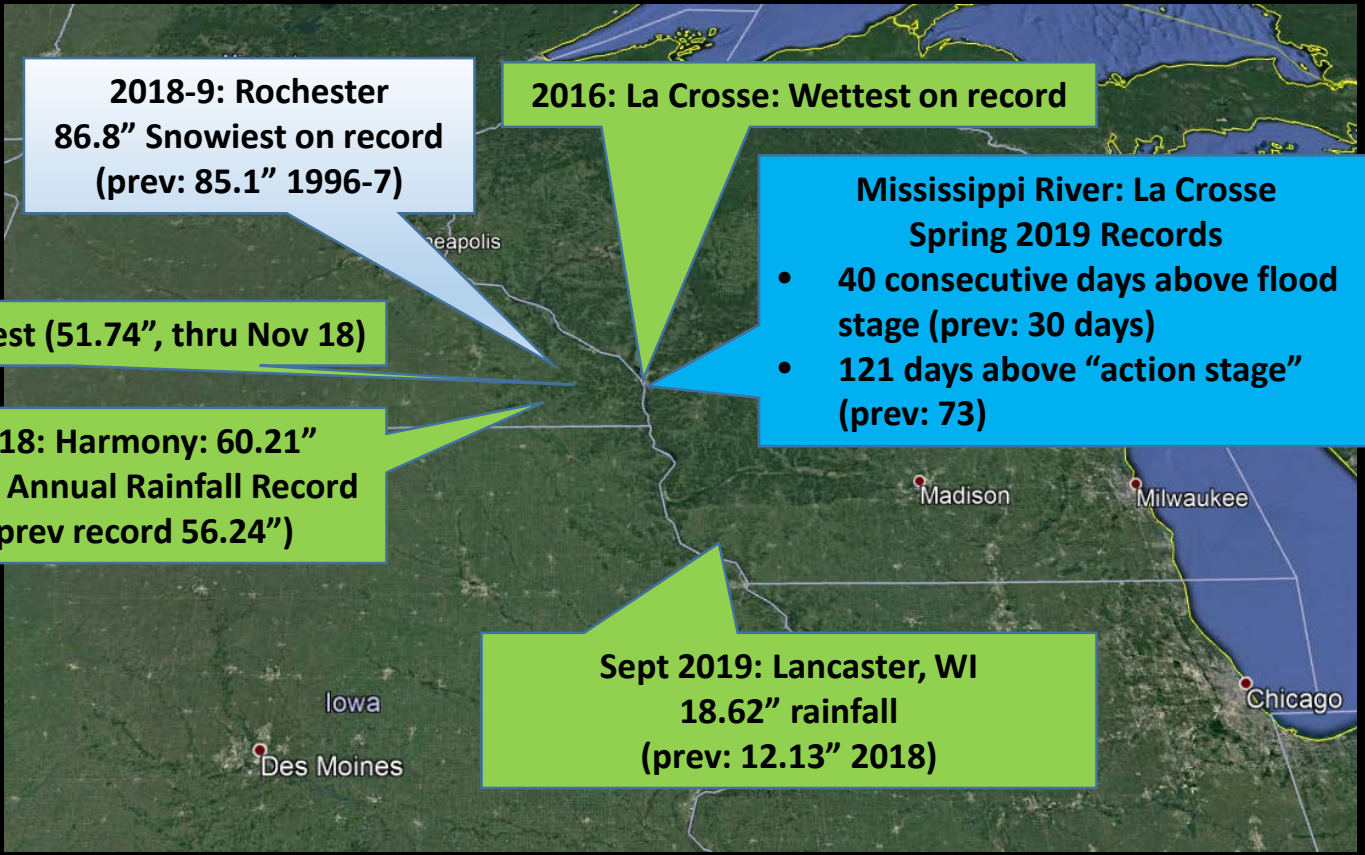 2018-9: Rochester
86.8” Snowiest on record
(prev: 85.1” 1996-7)
2016: La Crosse: Wettest on record
Mississippi River: La Crosse
Spring 2019 Records
• 40 consecutive days above flood
stage (prev: 30 days)
• 121 days above “action stage”
(prev: 73)
eapolis
est (51.74”, thru Nov 18)
18: Harmony: 60.21”
Annual Rainfall Record
prev record 56.24”)
Madison
Milwaukee
Sept 2019: Lancaster, WI
18.62” rainfall
(prev: 12.13” 2018)
Iowa
Chicago
Des Moines